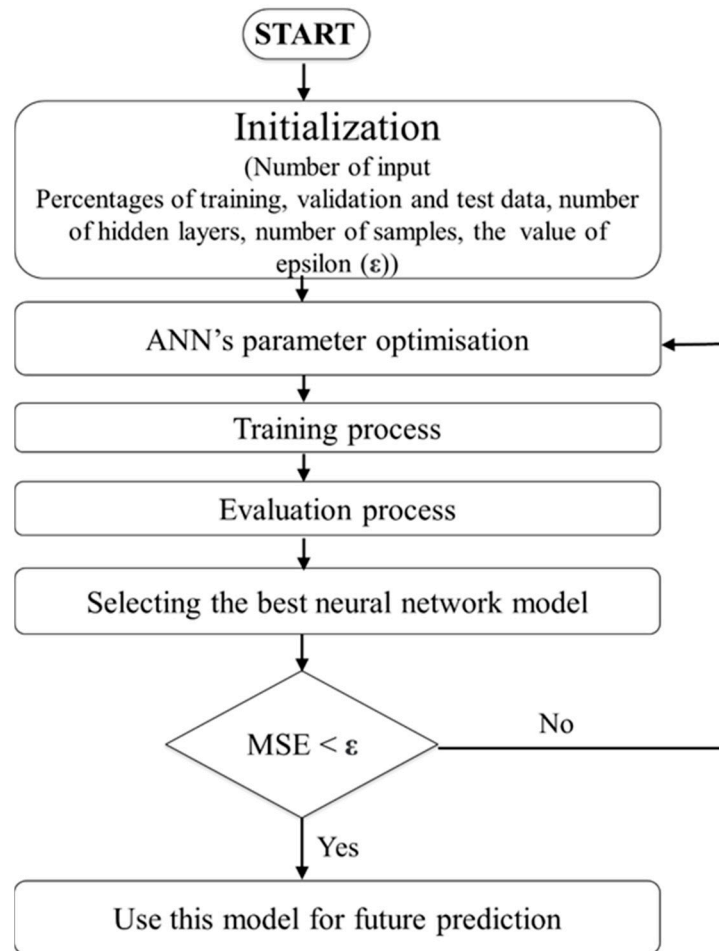 START
Initialization
(Number of input
Percentages of training, validation and test data, number
of hidden layers, number of samples, the value of
epsilon (ε))
ANN’s parameter optimisation
Training process
Evaluation process
Selecting the best neural network model
MSE < ε
No
Yes
Use this model for future prediction